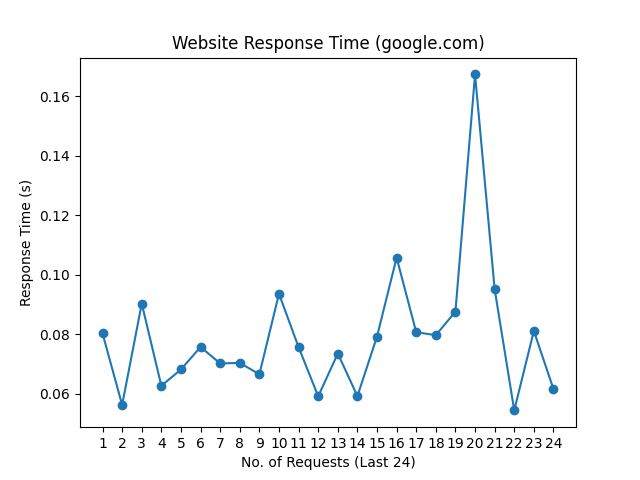 Website Response Time (google.com)
0.16
0.14
0.12
0.10
0.08
0.06
Response Time (s)
1 2 3 4 5 6 7 8 9 10 11 12 13 14 15 16 17 18 19 20 21 22 23 24
No. of Requests (Last 24)